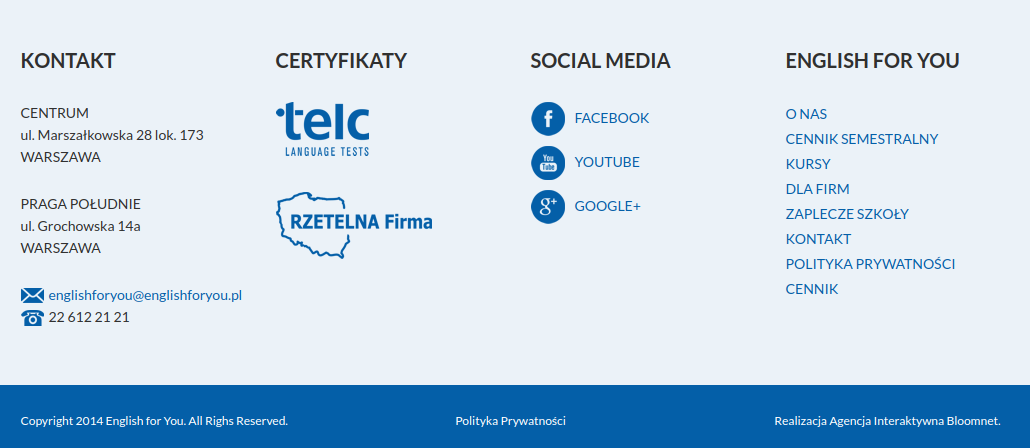 KONTAKT
CENTRUM
ul. Marszałkowska 28 lok. 173
WARSZAWA
PRAGA POŁUDNIE
ul. Grochowska 14a
WARSZAWA
englishforyou@englishforyou.pl
22 612 21 21
CERTYFIKATY
telc
LANGUAGE TESTS
RZETELNA Firma
SOCIAL MEDIA
f FACEBOOK
You
Tube YOUTUBE
g+ GOOGLE+
ENGLISH FOR YOU
O NAS
CENNIK SEMESTRALNY
KURSY
DLA FIRM
ZAPLECZE SZKOŁY
KONTAKT
POLITYKA PRYWATNOŚCI
CENNIK
Copyright 2014 English for You. All Righs Reserved.
Polityka Prywatności
Realizacja Agencja Interaktywna Bloomnet.